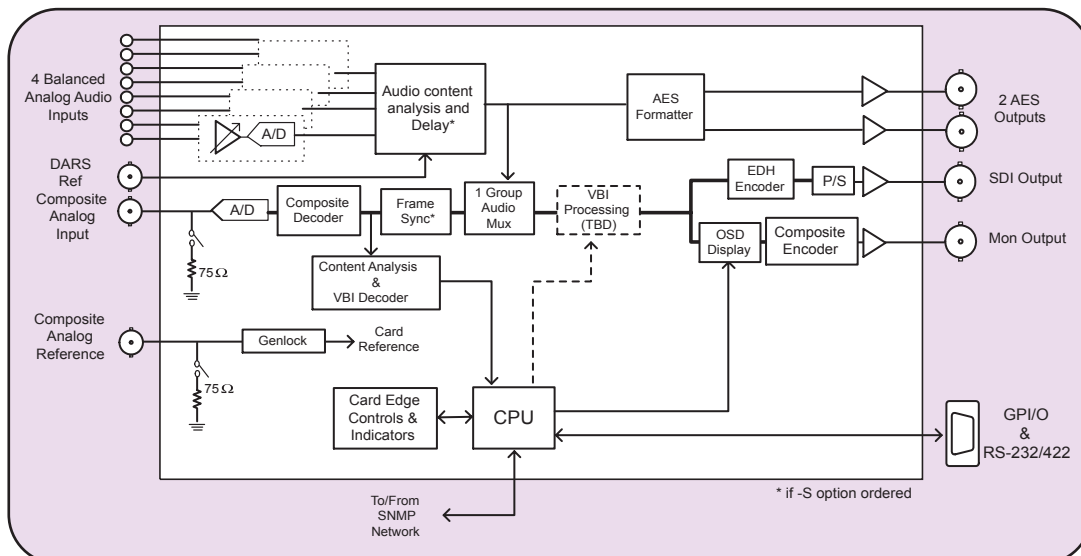 4 Balanced
Analog Audio
Inputs
A/D
Audio content
analysis and
Delay*
AES
Formatter
2 AES
Outputs
DARS
Ref
Composite
Analog
Input
A/D
75Ω
Composite
Decoder
Frame
Sync*
1 Group
Audio
Mux
VBI
Processing
(TBD)
EDH
Encoder
P/S
SDI Output
OSD
Display
Composite
Encoder
Mon Output
Content Analysis
&
VBI Decoder
Composite
Analog
Reference
75Ω
Genlock
Card
Reference
Card Edge
Controls &
Indicators
CPU
GPI/O
&
RS-232/422
* if -S option ordered
To/From
SNMP
Network